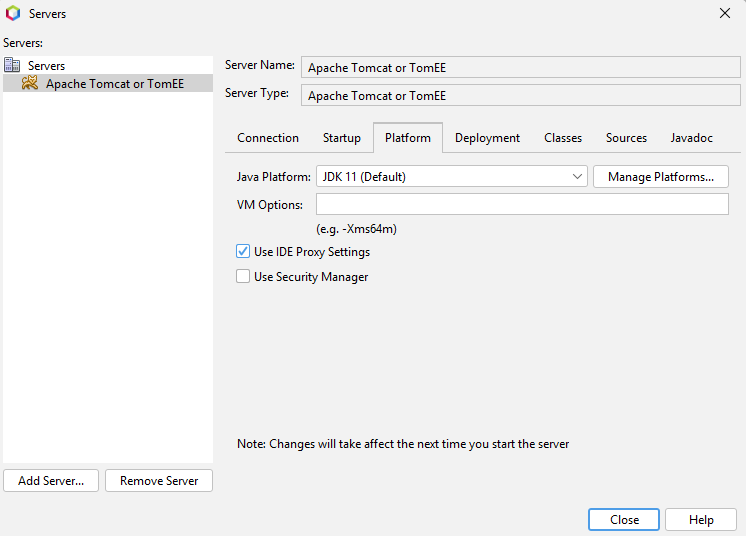 Servers
Servers:
Servers
Apache Tomcat or TomEE
Server Name: Apache Tomcat or TomEE
Server Type: Apache Tomcat or TomEE
Connection Startup Platform Deployment Classes Sources Javadoc
Java Platform: JDK 11 (Default) Manage Platforms...
VM Options:
(e.g. -Xms64m)
Use IDE Proxy Settings
Use Security Manager
Note: Changes will take affect the next time you start the server
Add Server... Remove Server
Close Help